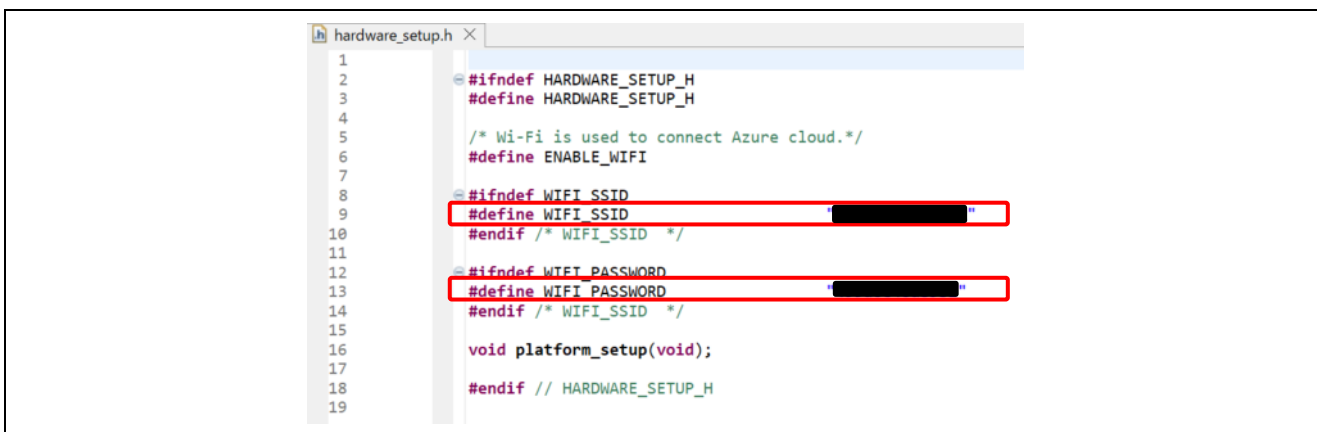 hardware_setup.h
1
2 #ifndef HARDWARE_SETUP_H
3 #define HARDWARE_SETUP_H
4
5 /* Wi-Fi is used to connect Azure cloud.*/
6 #define ENABLE_WIFI
7
8 #ifndef WIFI_SSID
9 #define WIFI_SSID ""
10 #endif /* WIFI_SSID */
11
12 #ifndef WIFI_PASSWORD
13 #define WIFI_PASSWORD ""
14 #endif /* WIFI_SSID */
15
16 void platform_setup(void);
17
18 #endif // HARDWARE_SETUP_H
19